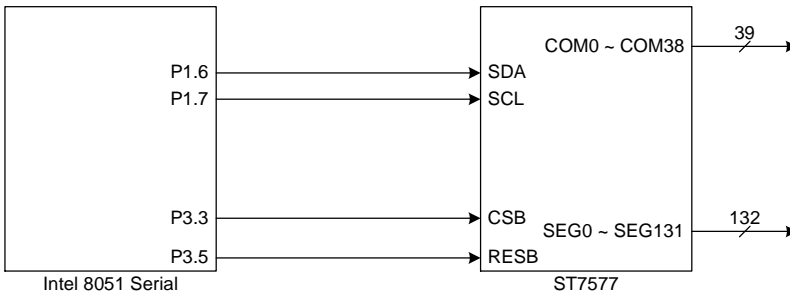 COM0 ~ COM38
39
P1.6
SDA
P1.7
SCL
P3.3
CSB
SEG0 ~ SEG131
132
P3.5
RESB
Intel 8051 Serial
ST7577